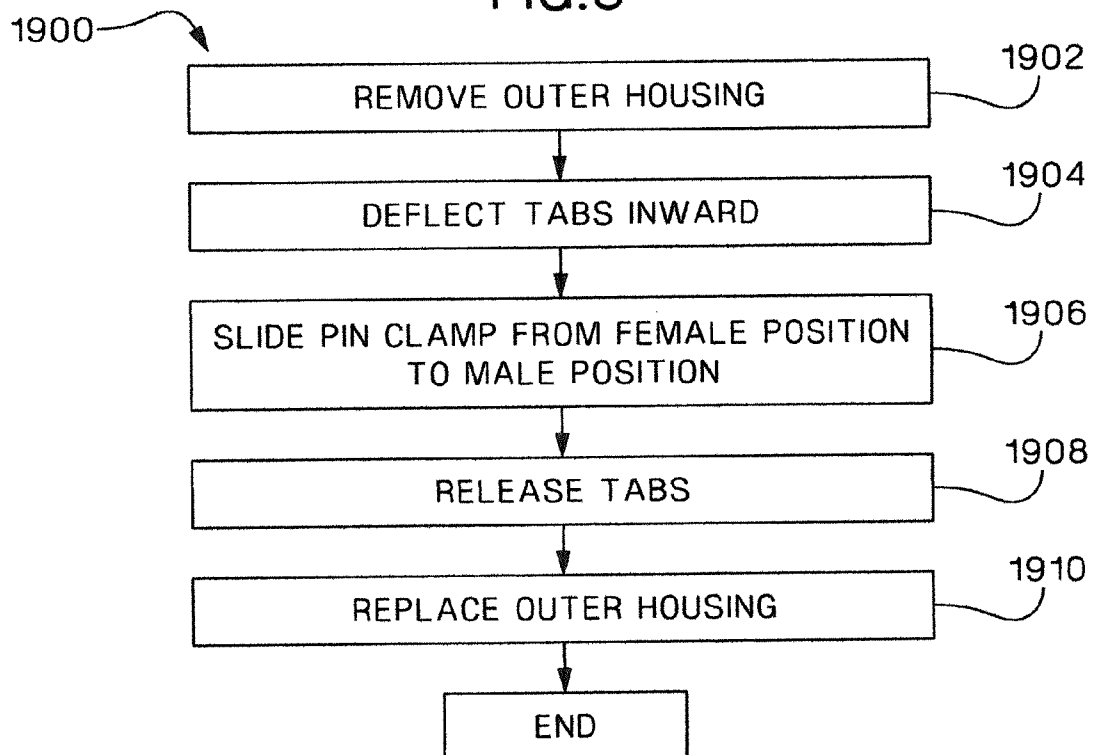 1900
1902
REMOVE OUTER HOUSING
1904
DEFLECT TABS INWARD
1906
SLIDE PIN CLAMP FROM FEMALE POSITION
TO MALE POSITION
1908
RELEASE TABS
1910
REPLACE OUTER HOUSING
END